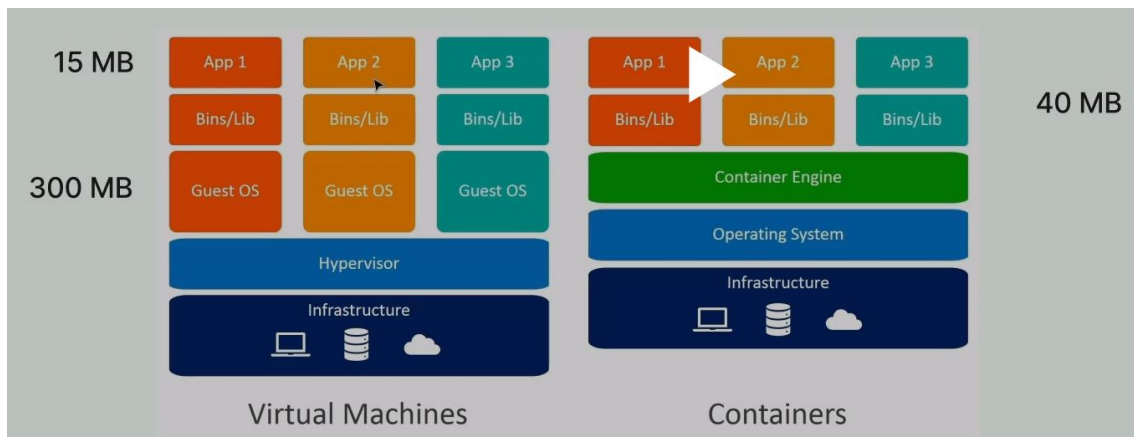 15 MB
App 1
App 2
App 3
Bins/Lib
Bins/Lib
Bins/Lib
300 MB
Guest OS
Guest OS
Guest OS
Hypervisor
Infrastructure
Virtual Machines
App 1
App 2
App 3
40 MB
Bins/Lib
Bins/Lib
Bins/Lib
Container Engine
Operating System
Infrastructure
Containers